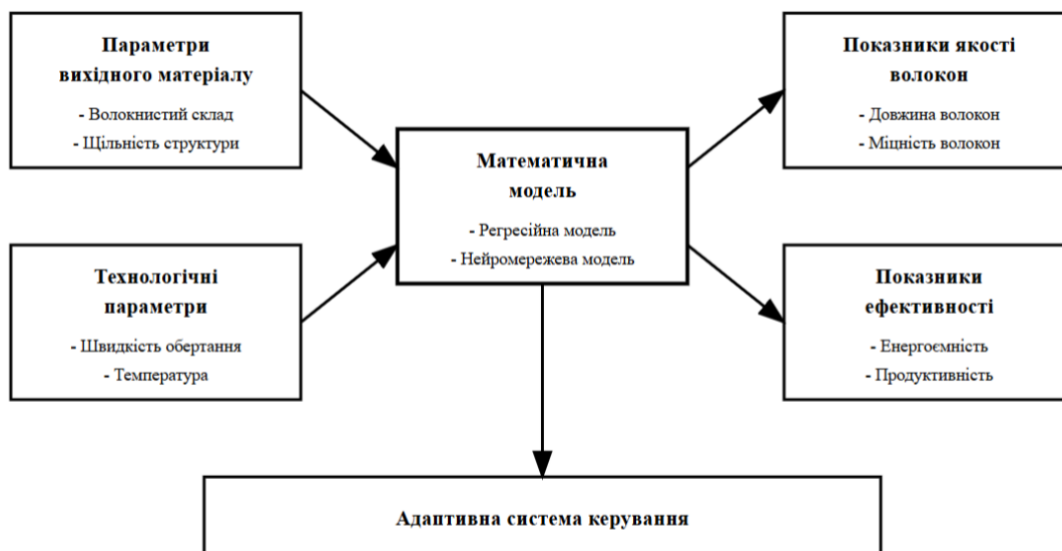 Параметри
вихідного матеріалу
- Волокнистий склад
- Щільність структури
Показники якості
волокон
- Довжина волокон
- Міцність волокон
Математична
модель
- Регресійна модель
- Нейромережева модель
Технологічні
параметри
- Швидкість обертання
- Температура
Показники
ефективності
- Енергоємність
- Продуктивність
Адаптивна система керування